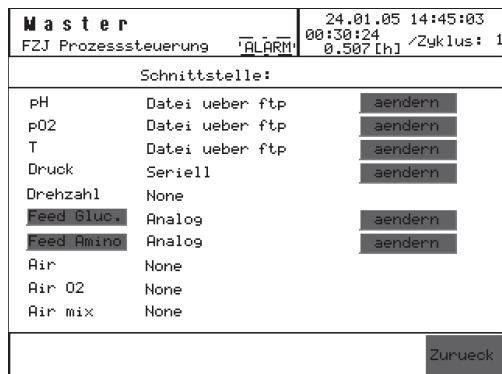 Master 24.01.05 14:45:03
FZJ Prozesssteuerung 'ALARM' 00:30:24 /Zyklus: 1
0.507[h]
Schnittstelle:
pH Datei ueber ftp aendern
pO2 Datei ueber ftp aendern
T Datei ueber ftp aendern
Druck Seriell aendern
Drehzahl None
Feed Gluc. Analog aendern
Feed Amino Analog aendern
Air None
Air O2 None
Air mix None
Zurueck